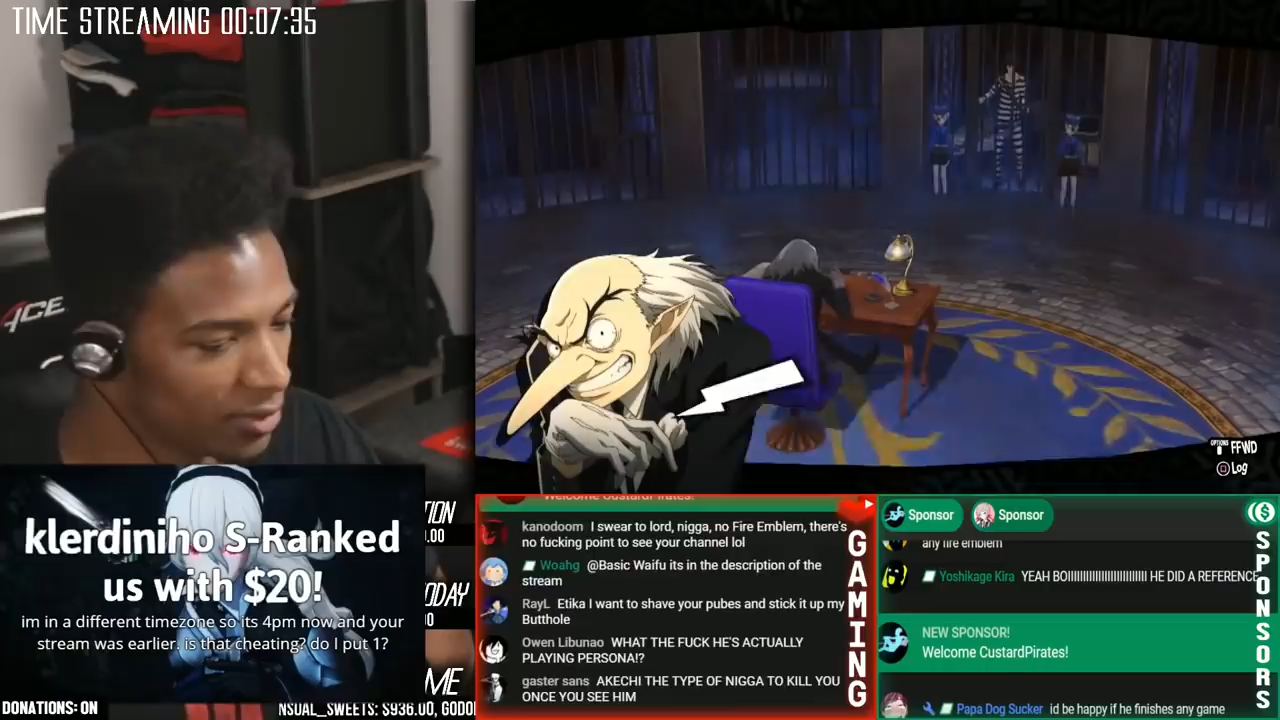 TIME STREAMING 00:07:35
klerdiniho S-Ranked
us with $20!
im in a different timezone so its 4pm now and your
stream was earlier. is that cheating? do I put 1?
DONATIONS: ON
NSUAL_SWEETS: $936.00, GODO
OPTIONS FFWD
Log
Welcome CustardPirates!
kanodoom I swear to lord, nigga, no Fire Emblem, there's
no fucking point to see your channel lol
Woahg @Basic Waifu its in the description of the
stream
RayL Etika I want to shave your pubes and stick it up my
Butthole
Owen Libunao WHAT THE FUCK HE'S ACTUALLY
PLAYING PERSONA!?
gaster sans AKECHI THE TYPE OF NIGGA TO KILL YOU
ONCE YOU SEE HIM
GAMING
Sponsor
Sponsor
any fire emblem
Yoshikage Kira YEAH BOIIIIIIIIIIIIIIIIIIIIIIIIIII HE DID A REFERENCE
NEW SPONSOR!
Welcome CustardPirates!
Papa Dog Sucker id be happy if he finishes any game
SPONSORS